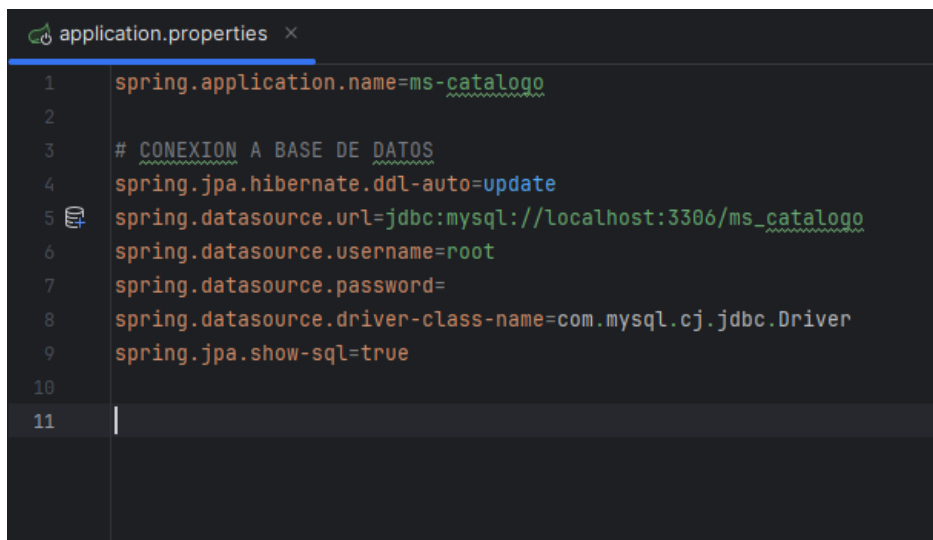 application.properties ×
1 spring.application.name=ms-catalogo
2
3 # CONEXION A BASE DE DATOS
4 spring.jpa.hibernate.ddl-auto=update
5 spring.datasource.url=jdbc:mysql://localhost:3306/ms_catalogo
6 spring.datasource.username=root
7 spring.datasource.password=
8 spring.datasource.driver-class-name=com.mysql.cj.jdbc.Driver
9 spring.jpa.show-sql=true
10
11